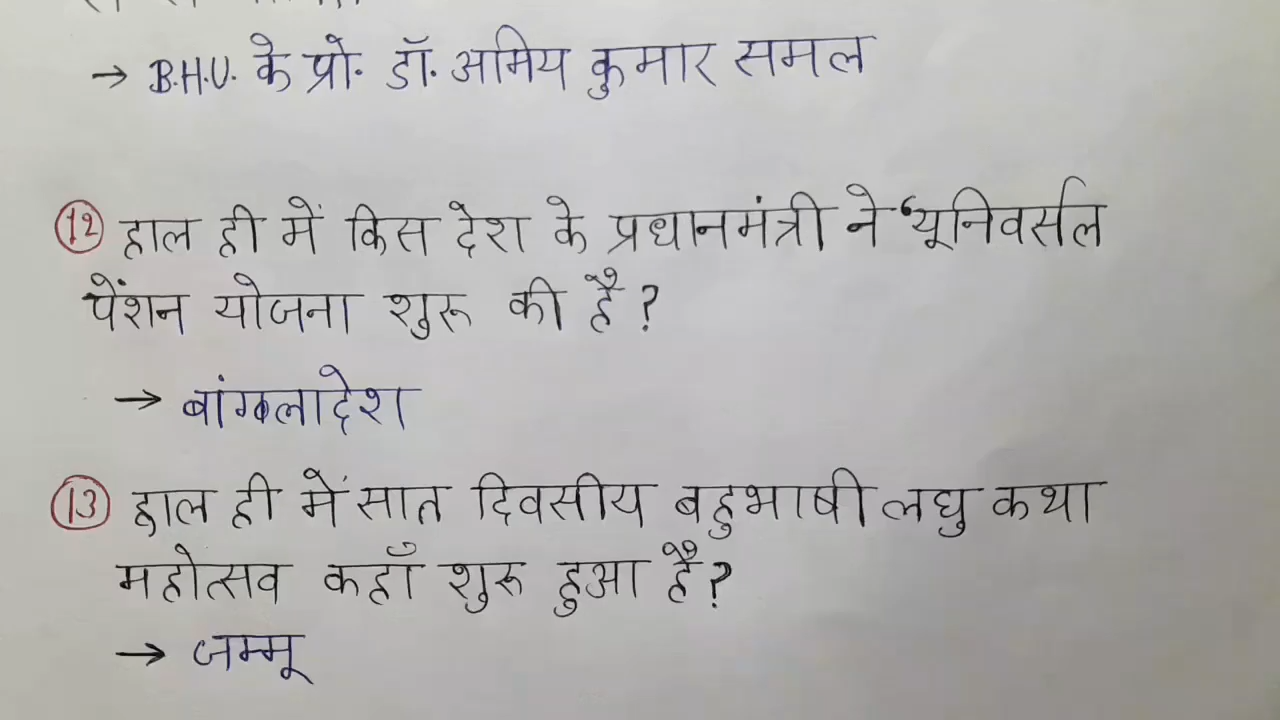 → B.H.U. के प्रो. डॉ. अमिय कुमार समल
12 हाल ही में किस देश के प्रधानमंत्री ने 'यूनिवर्सल
पेंशन योजना शुरू की है?
→ बांग्लादेश
13 हाल ही में सात दिवसीय बहुभाषी लघु कथा
महोत्सव कहाँ शुरू हुआ है?
→ जम्मू